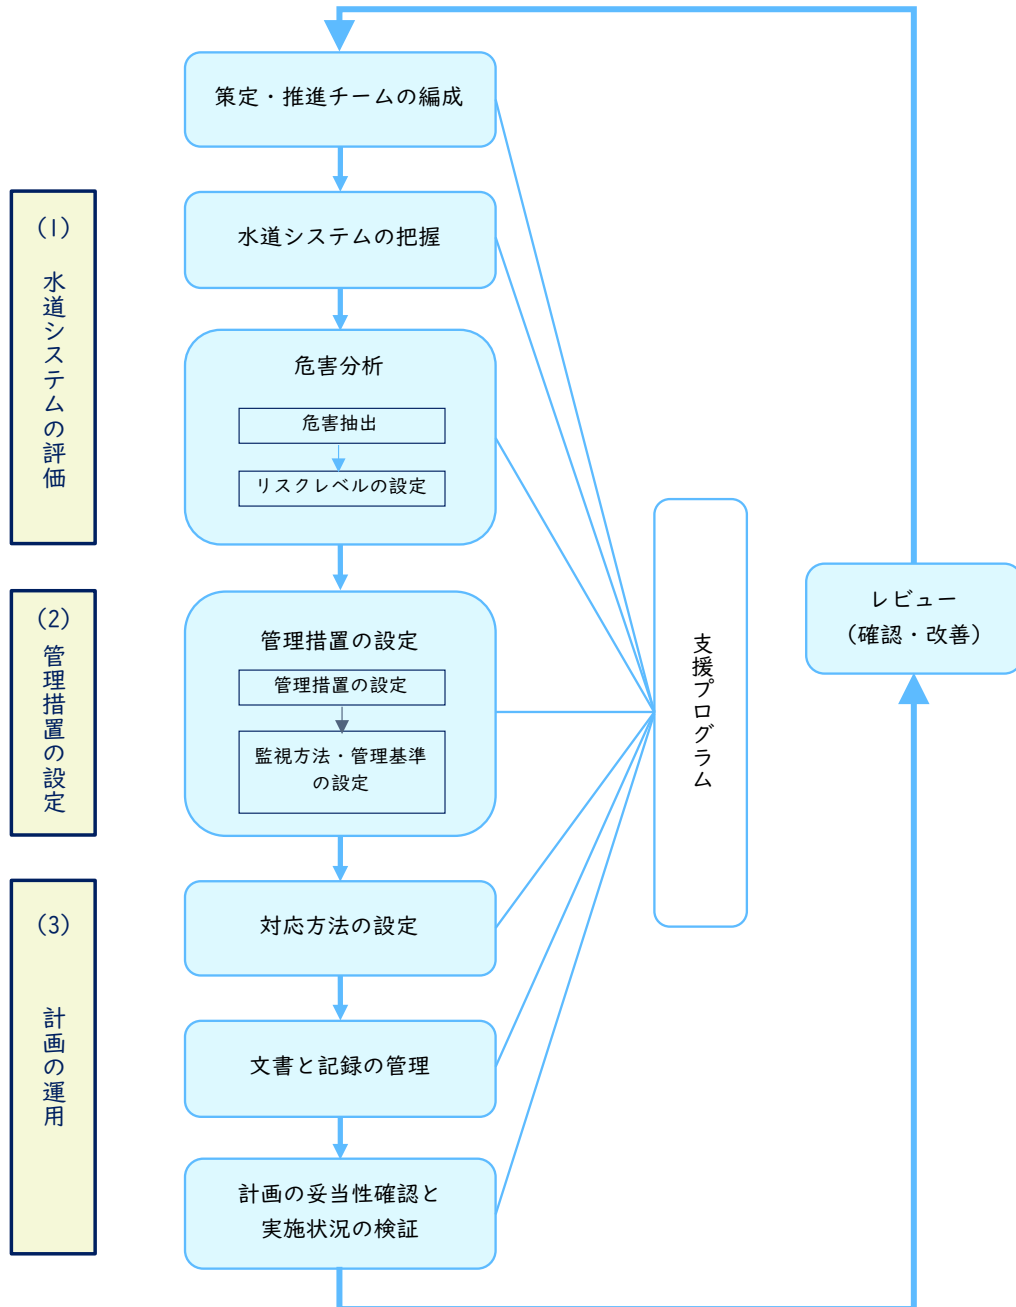 策定・推進チームの編成
(1)
水道システムの評価
水道システムの把握
危害分析
危害抽出
リスクレベルの設定
(2)
管理措置の設定
管理措置の設定
管理措置の設定
監視方法・管理基準
の設定
支援プログラム
レビュー
(確認・改善)
(3)
計画の運用
対応方法の設定
文書と記録の管理
計画の妥当性確認と
実施状況の検証